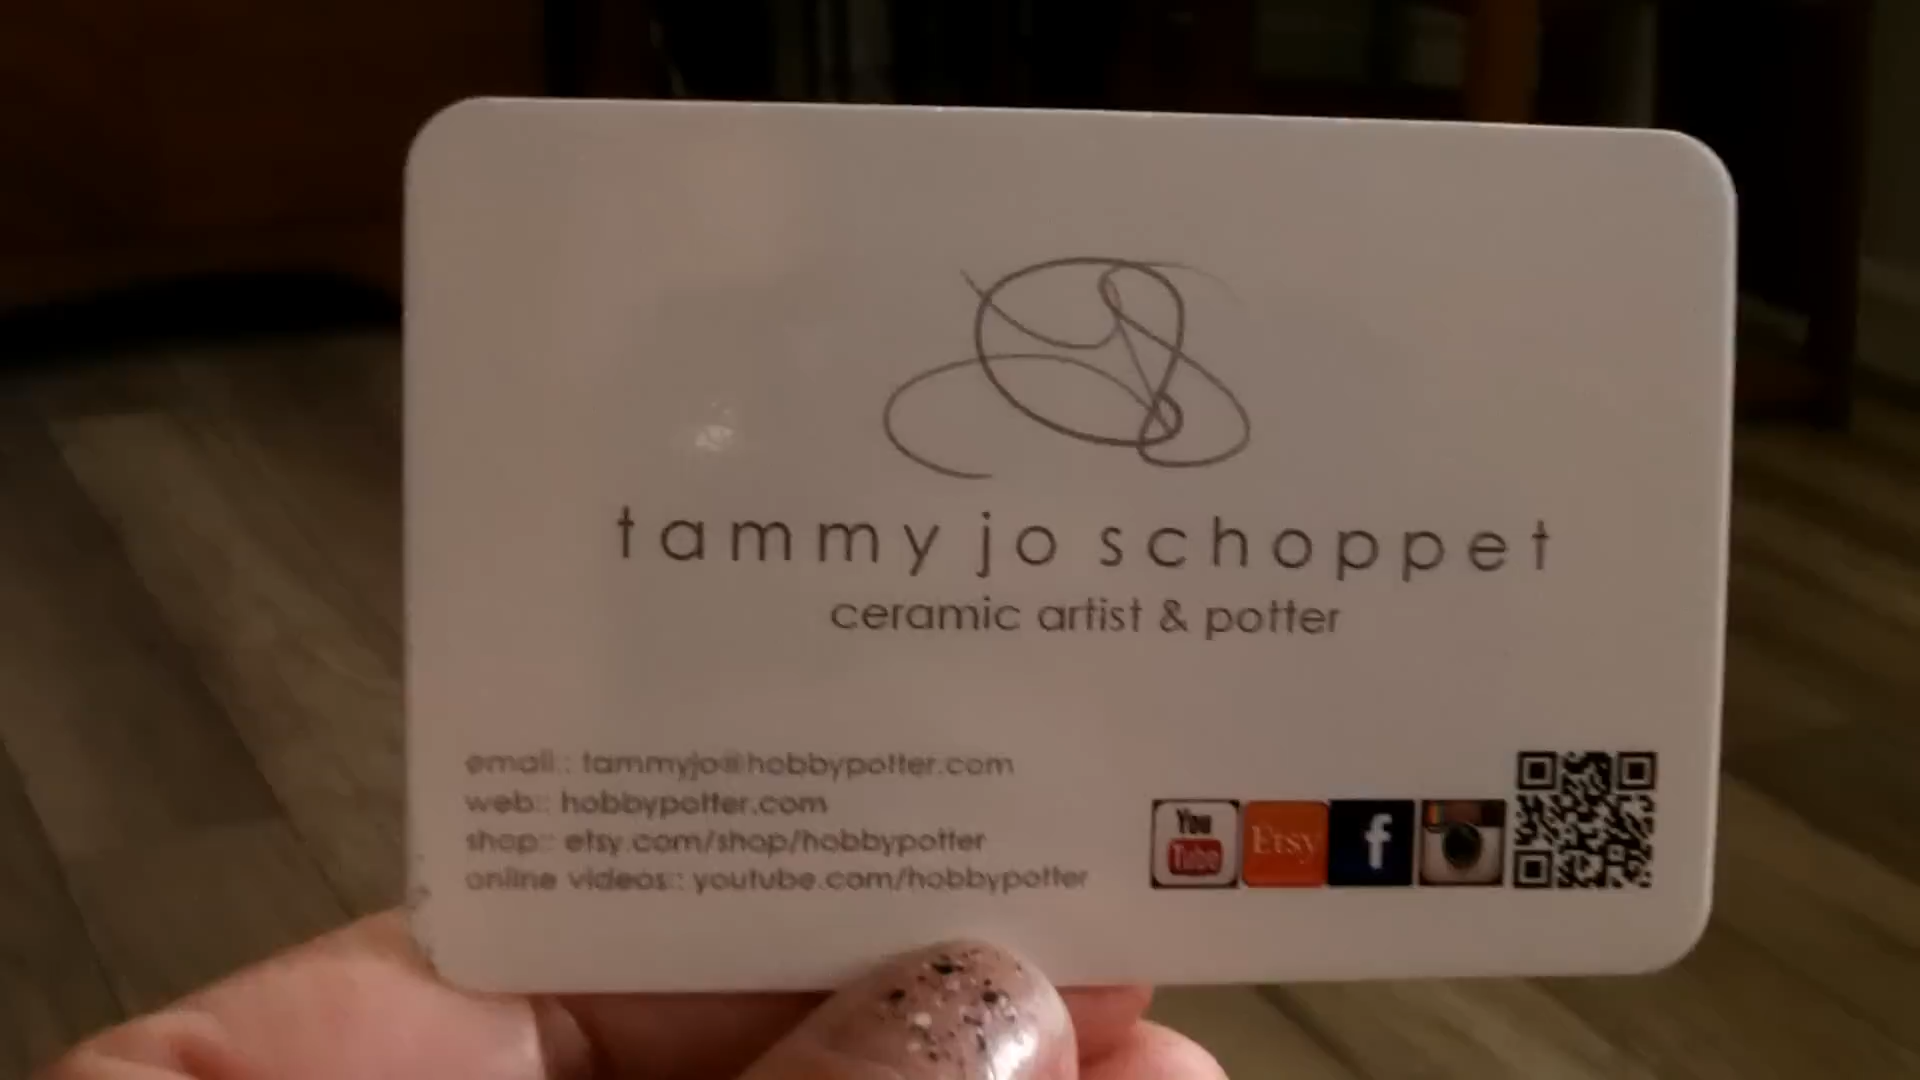 tammy jo schoppet
ceramic artist & potter
email:: tammyjo@hobbypotter.com
web:: hobbypotter.com
shop:: etsy.com/shop/hobbypotter
online videos:: youtube.com/hobbypotter
You
Tube
Etsy
f